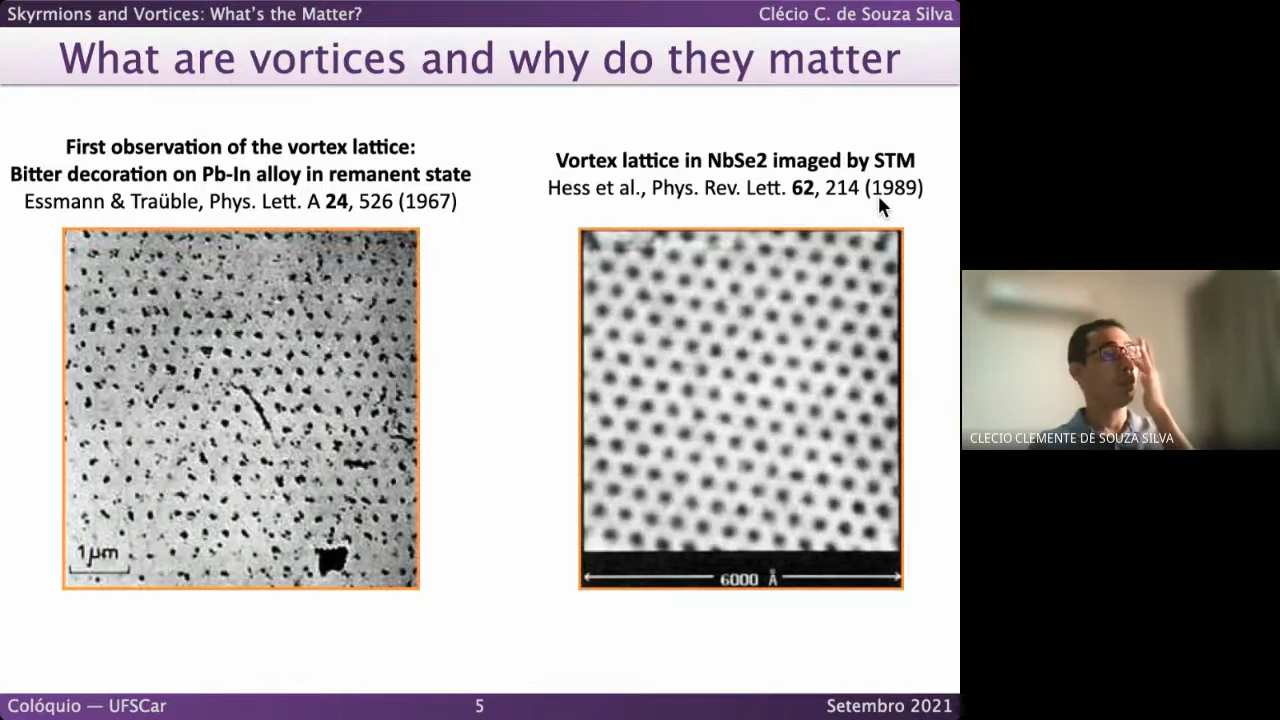 Skyrmions and Vortices: What's the Matter?
Clécio C. de Souza Silva
What are vortices and why do they matter
First observation of the vortex lattice:
Bitter decoration on Pb-In alloy in remanent state
Essmann & Traüble, Phys. Lett. A 24, 526 (1967)
Vortex lattice in NbSe2 imaged by STM
Hess et al., Phys. Rev. Lett. 62, 214 (1989)
1µm
6000 Å
CLECIO CLEMENTE DE SOUZA SILVA
Colóquio — UFSCar
5
Setembro 2021